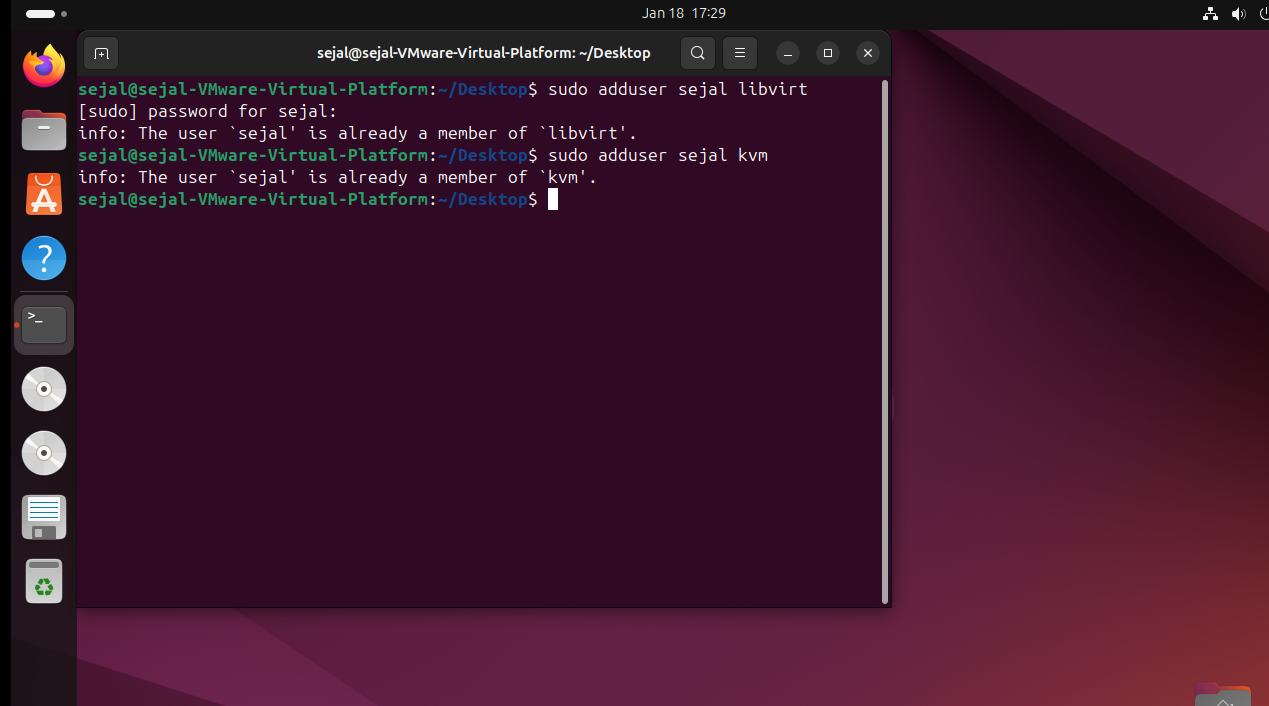 Jan 18 17:29
sejal@sejal-VMware-Virtual-Platform: ~/Desktop
sejal@sejal-VMware-Virtual-Platform:~/Desktop$ sudo adduser sejal libvirt
[sudo] password for sejal:
info: The user `sejal' is already a member of `libvirt'.
sejal@sejal-VMware-Virtual-Platform:~/Desktop$ sudo adduser sejal kvm
info: The user `sejal' is already a member of `kvm'.
sejal@sejal-VMware-Virtual-Platform:~/Desktop$